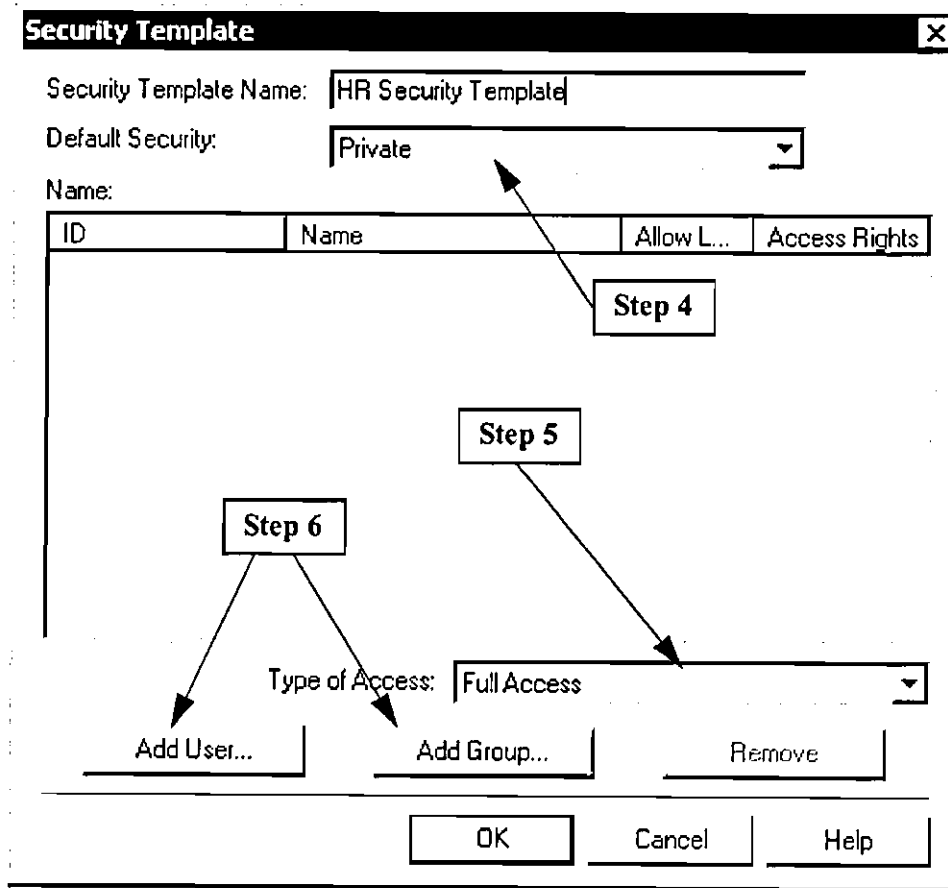 Security Template
Security Template Name: HR Security Template
Default Security: Private
Name:
ID Name Allow L... Access Rights
Step 4
Step 5
Step 6
Type of Access: Full Access
Add User... Add Group... Remove
OK Cancel Help